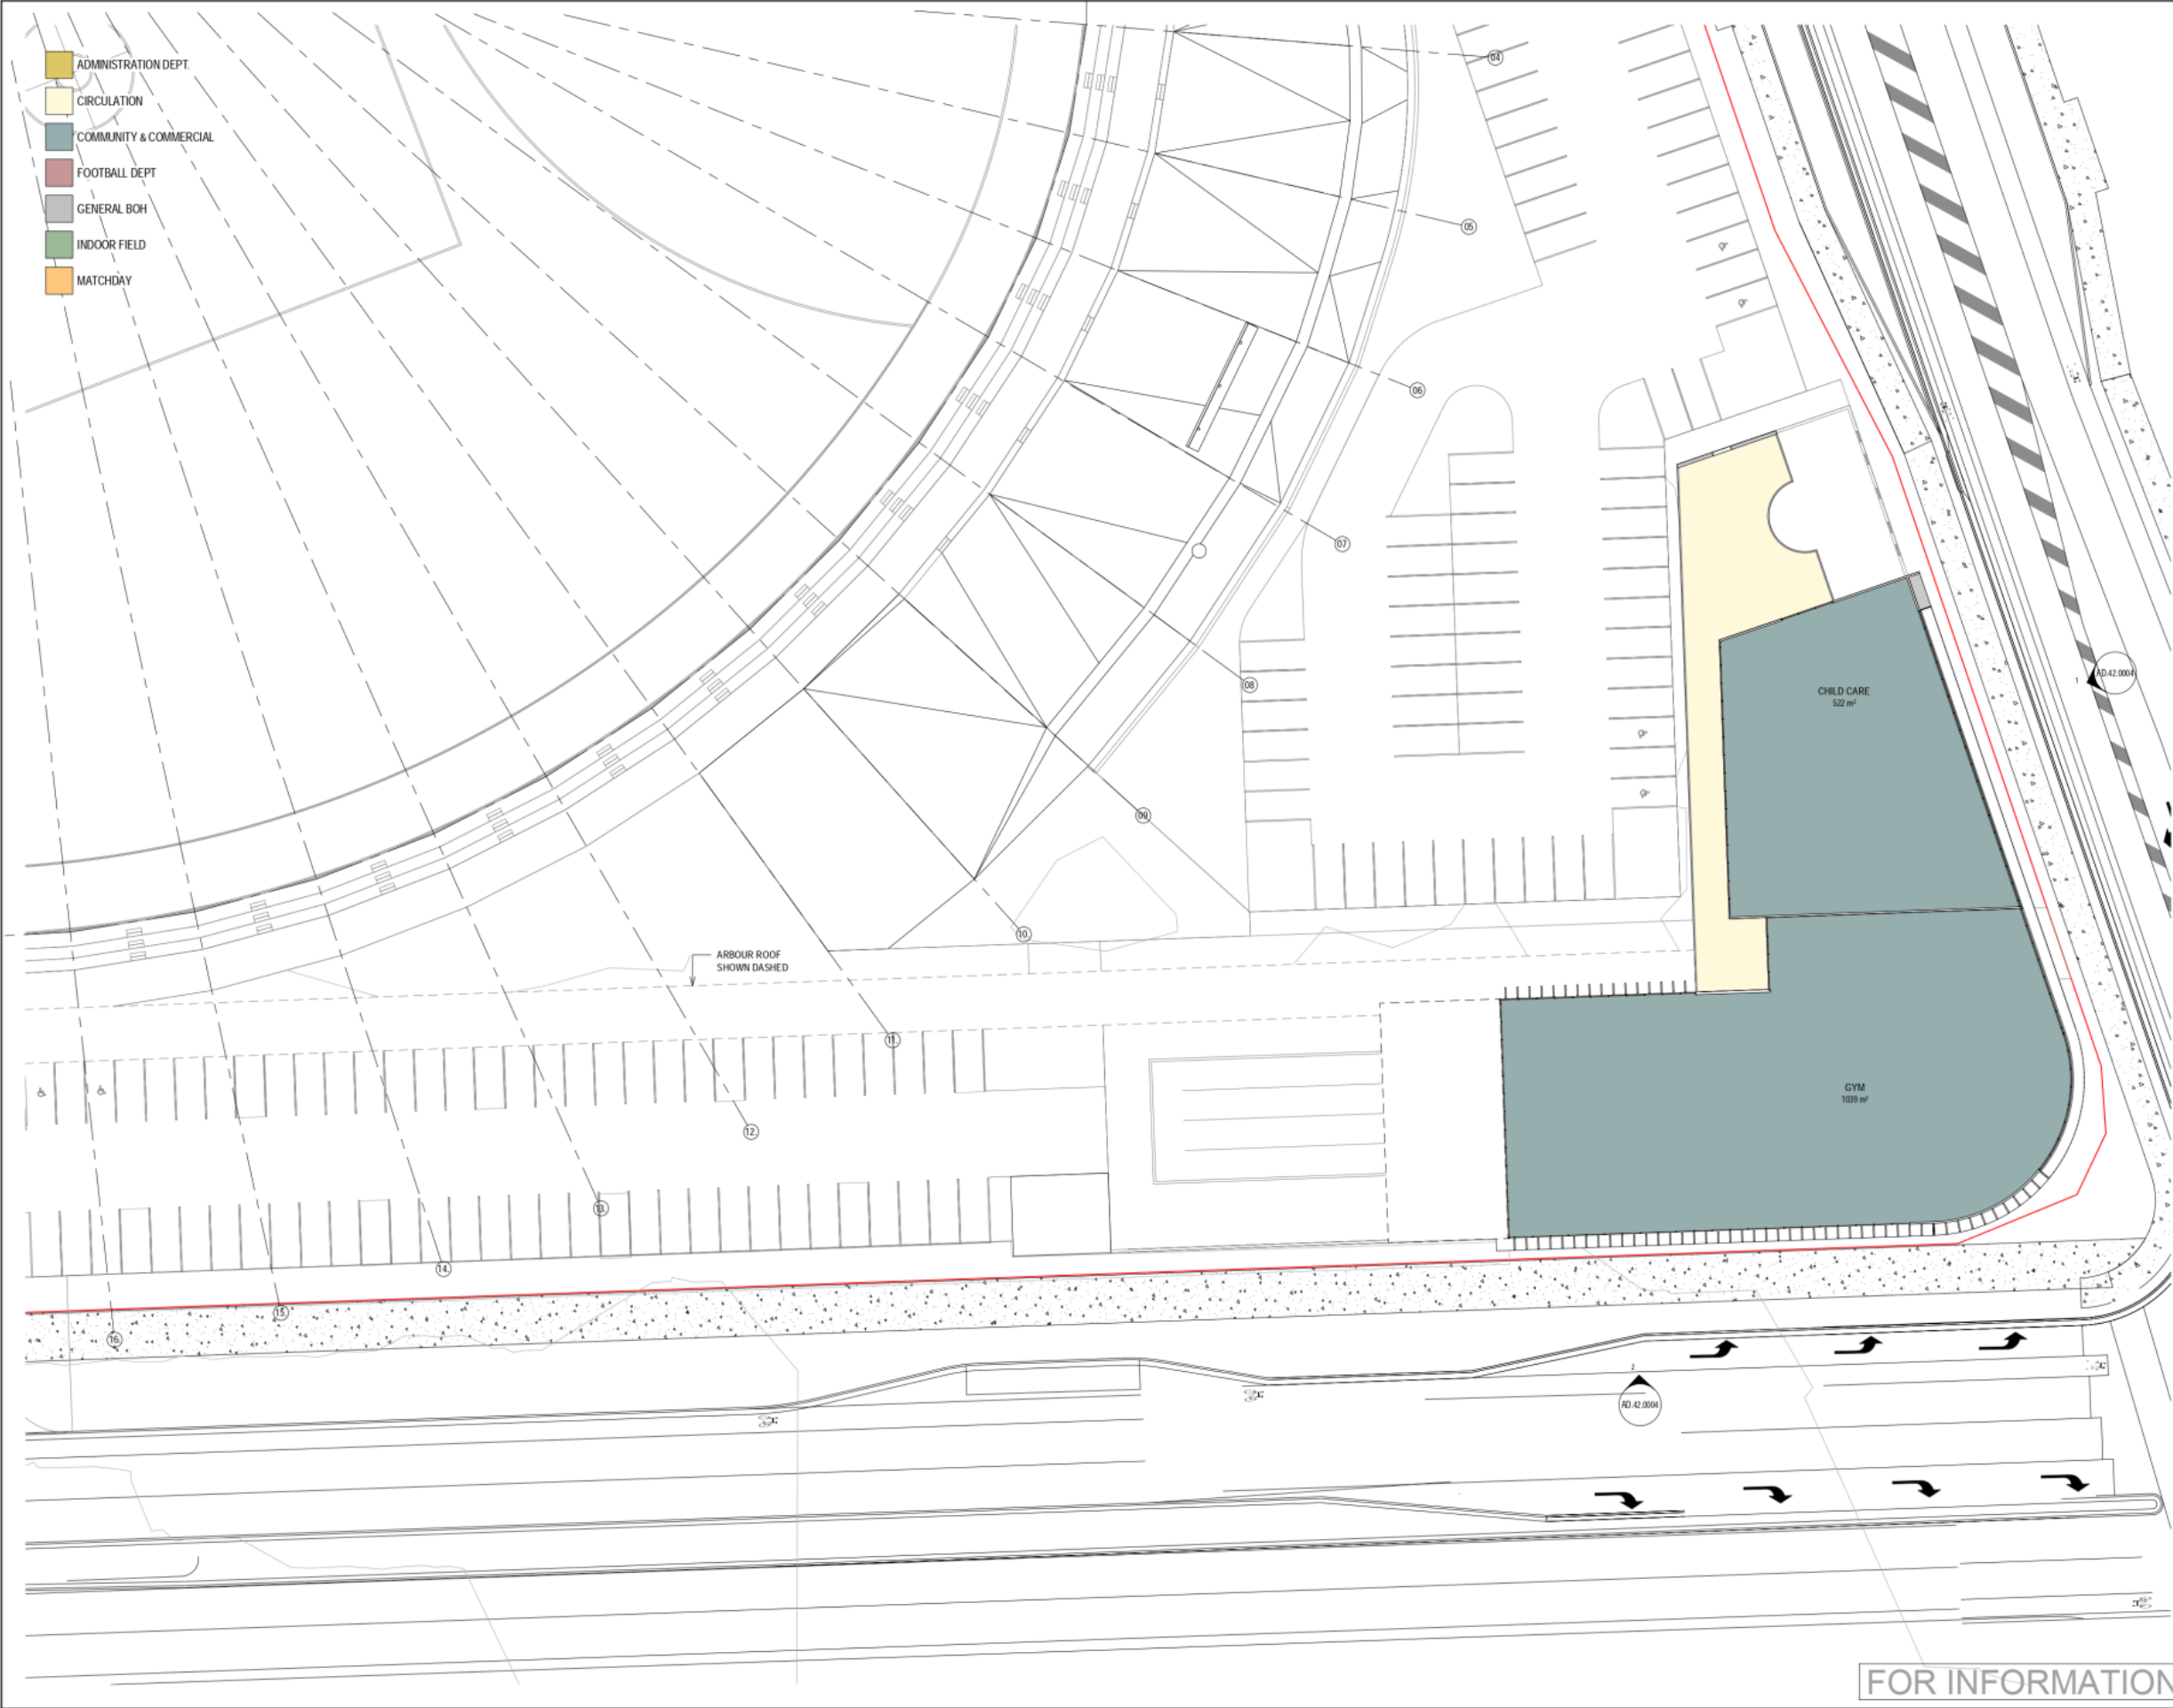 ADMINISTRATION DEPT.
CIRCULATION
COMMUNITY & COMMERCIAL
FOOTBALL DEPT
GENERAL BOH
INDOOR FIELD
MATCHDAY
04
05
06
07
08
09
10.
11.
12.
13.
14.
15.
16.
ARBOUR ROOF
SHOWN DASHED
CHILD CARE
522 m²
GYM
1039 m²
1
AD.42.0004
2
AD.42.0004
FOR INFORMATION